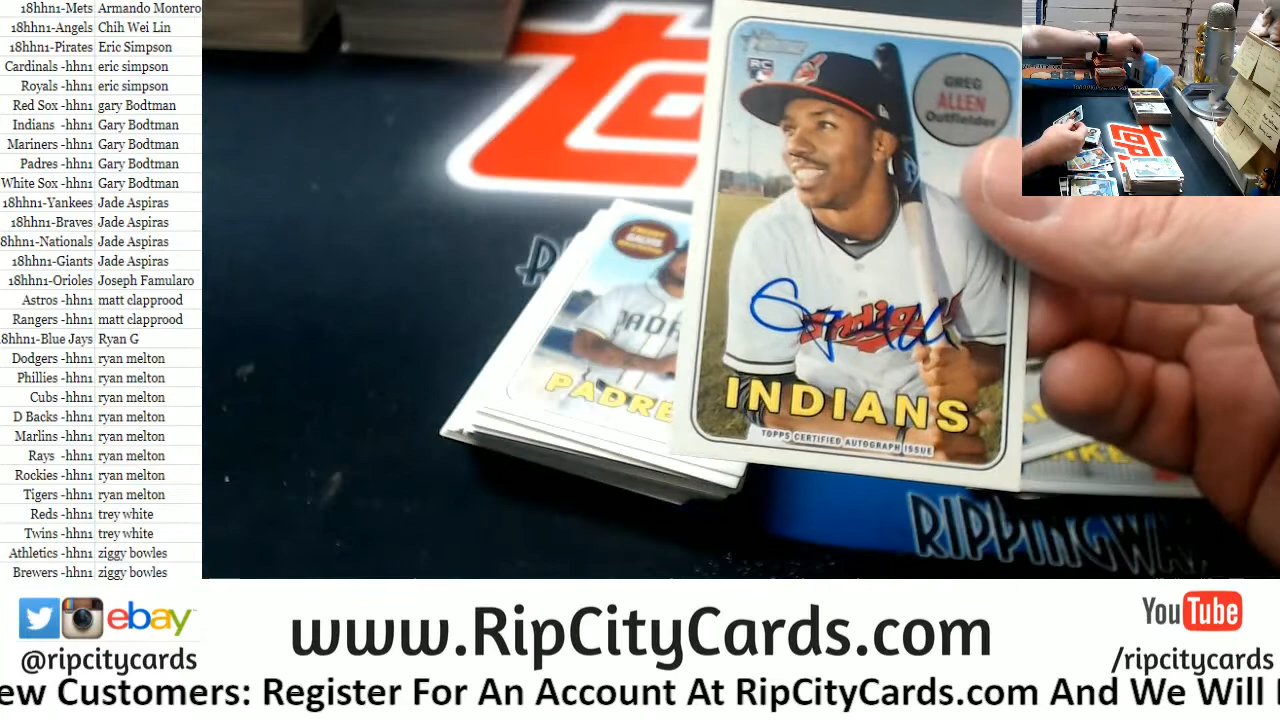 18hhn1-Mets Armando Montero
18hhn1-Angels Chih Wei Lin
18hhn1-Pirates Eric Simpson
Cardinals -hhn1 eric simpson
Royals -hhn1 eric simpson
Red Sox -hhn1 gary Bodtman
Indians -hhn1 Gary Bodtman
Mariners -hhn1 Gary Bodtman
Padres -hhn1 Gary Bodtman
White Sox -hhn1 Gary Bodtman
18hhn1-Yankees Jade Aspiras
18hhn1-Braves Jade Aspiras
8hhn1-Nationals Jade Aspiras
18hhn1-Giants Jade Aspiras
18hhn1-Orioles Joseph Famularo
Astros -hhn1 matt clapprood
Rangers -hhn1 matt clapprood
8hhn1-Blue Jays Ryan G
Dodgers -hhn1 ryan melton
Phillies -hhn1 ryan melton
Cubs -hhn1 ryan melton
D Backs -hhn1 ryan melton
Marlins -hhn1 ryan melton
Rays -hhn1 ryan melton
Rockies -hhn1 ryan melton
Tigers -hhn1 ryan melton
Reds -hhn1 trey white
Twins -hhn1 trey white
Athletics -hhn1 ziggy bowles
Brewers -hhn1 ziggy bowles
Heritage
RC
GREG
ALLEN
Outfielder
Indians
INDIANS
TOPPS CERTIFIED AUTOGRAPH ISSUE
GALVIS
PADRE
RIPPINGWA
ebay
@ripcitycards
www.RipCityCards.com
YouTube
/ripcitycards
ew Customers: Register For An Account At RipCityCards.com And We Will